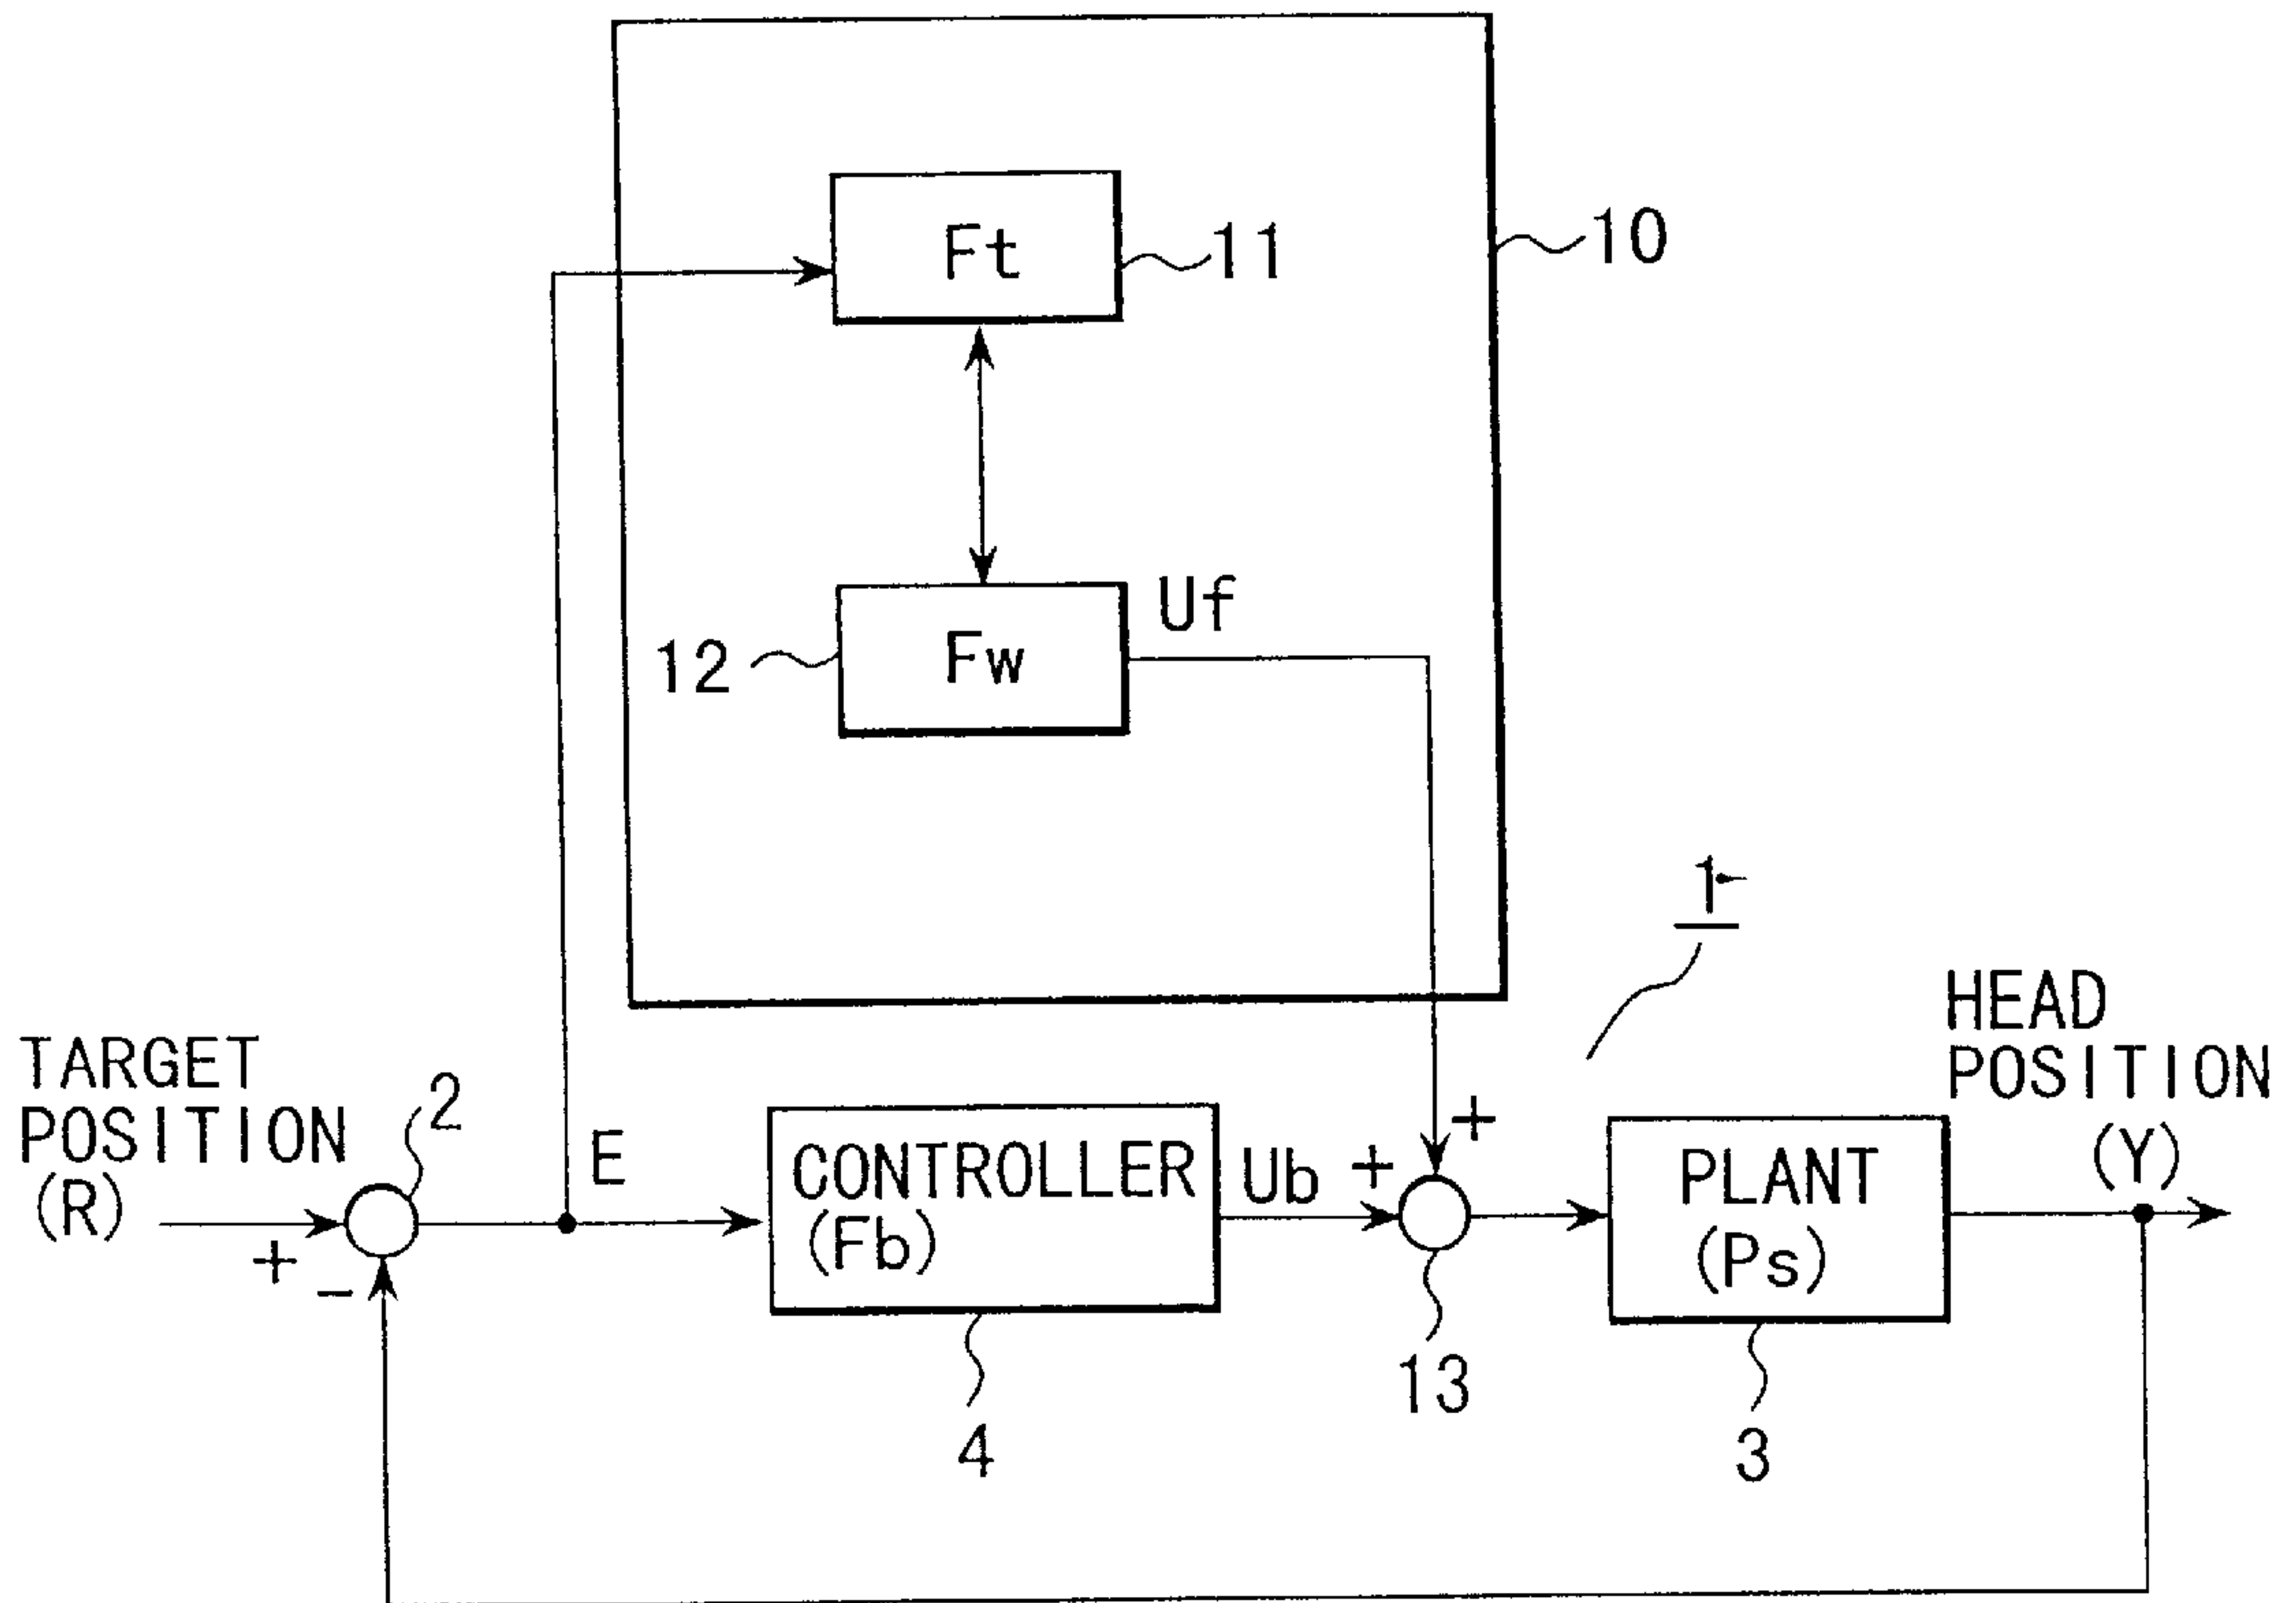 Ft
11
10
Uf
12
Fw
1
HEAD
POSITION
(Y)
TARGET
POSITION
(R)
2
E
CONTROLLER
(Fb)
Ub
+
+
PLANT
(Ps)
+
-
13
4
3